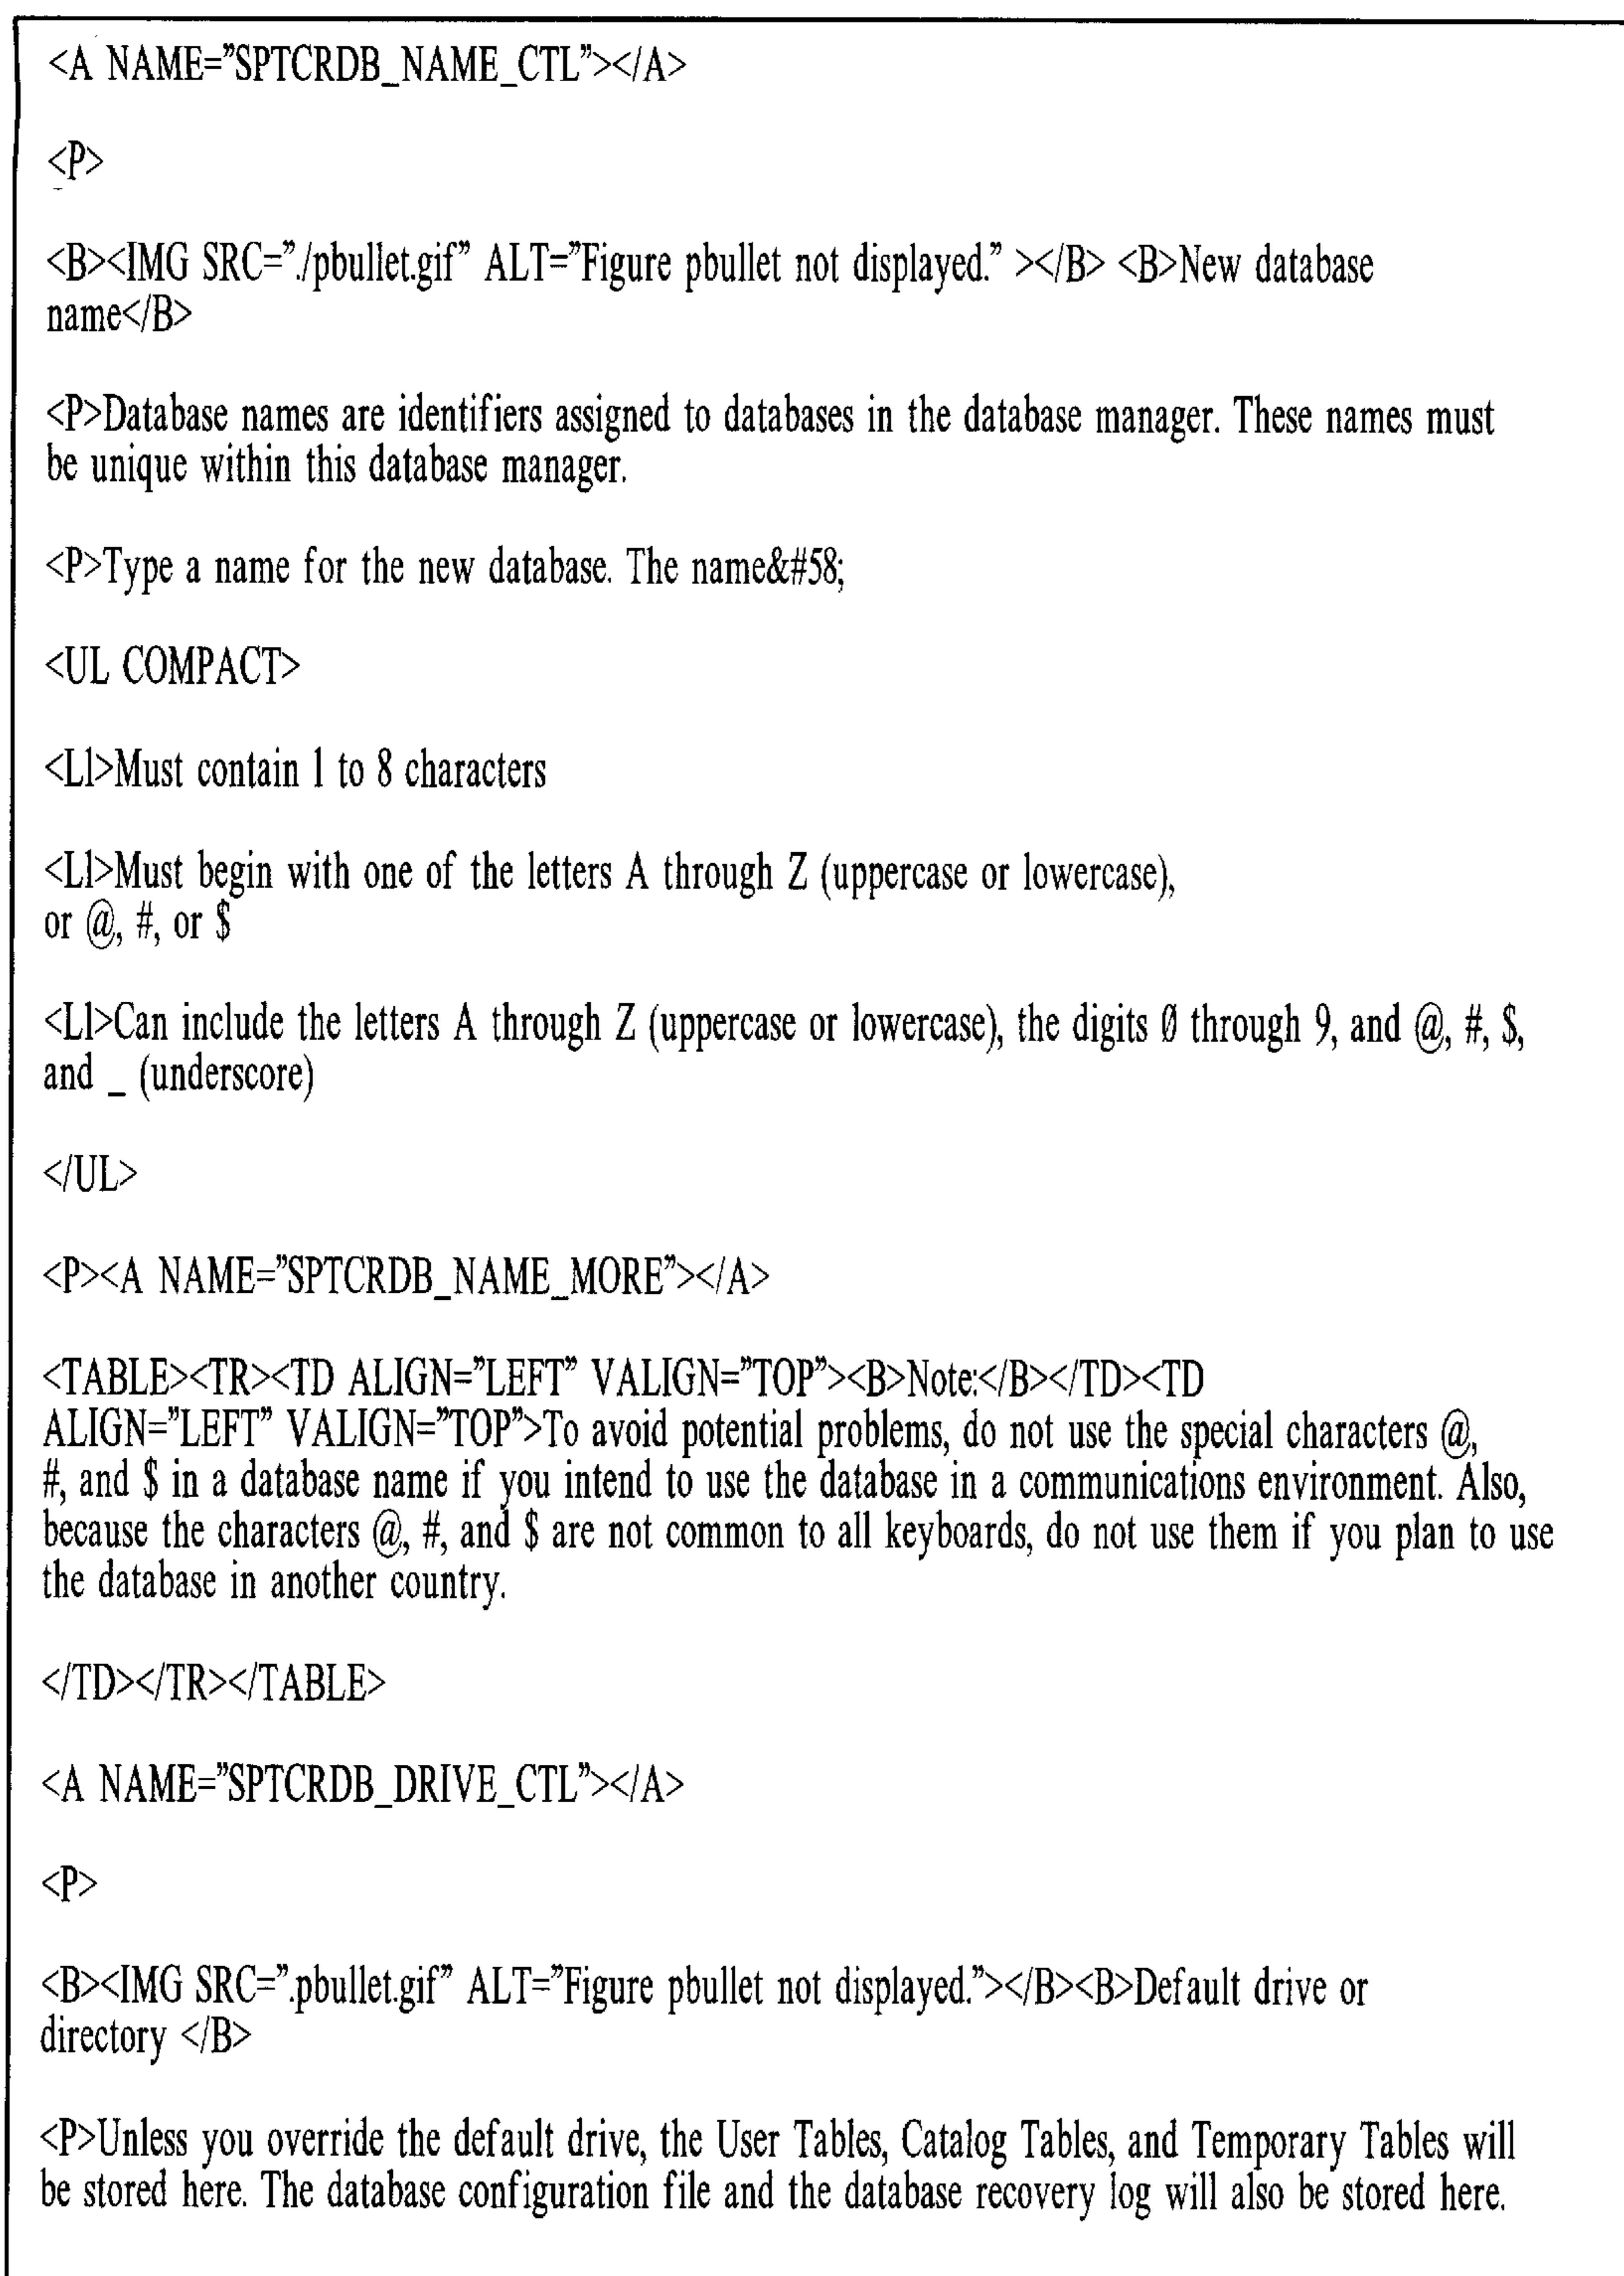 <A NAME="SPTCRDB_NAME_CTL"></A>
<P>
<B><IMG SRC="./pbullet.gif" ALT="Figure pbullet not displayed." ></B> <B>New database
name</B>
<P>Database names are identifiers assigned to databases in the database manager. These names must
be unique within this database manager.
<P>Type a name for the new database. The name&#58;
<UL COMPACT>
<Ll>Must contain 1 to 8 characters
<Ll>Must begin with one of the letters A through Z (uppercase or lowercase),
or @, #, or $
<Ll>Can include the letters A through Z (uppercase or lowercase), the digits Ø through 9, and @, #, $,
and _ (underscore)
</UL>
<P><A NAME="SPTCRDB_NAME_MORE"></A>
<TABLE><TR><TD ALIGN="LEFT" VALIGN="TOP"><B>Note:</B></TD><TD
ALIGN="LEFT" VALIGN="TOP">To avoid potential problems, do not use the special characters @,
#, and $ in a database name if you intend to use the database in a communications environment. Also,
because the characters @, #, and $ are not common to all keyboards, do not use them if you plan to use
the database in another country.
</TD></TR></TABLE>
<A NAME="SPTCRDB_DRIVE_CTL"></A>
<P>
<B><IMG SRC=".pbullet.gif" ALT="Figure pbullet not displayed."></B><B>Default drive or
directory </B>
<P>Unless you override the default drive, the User Tables, Catalog Tables, and Temporary Tables will
be stored here. The database configuration file and the database recovery log will also be stored here.